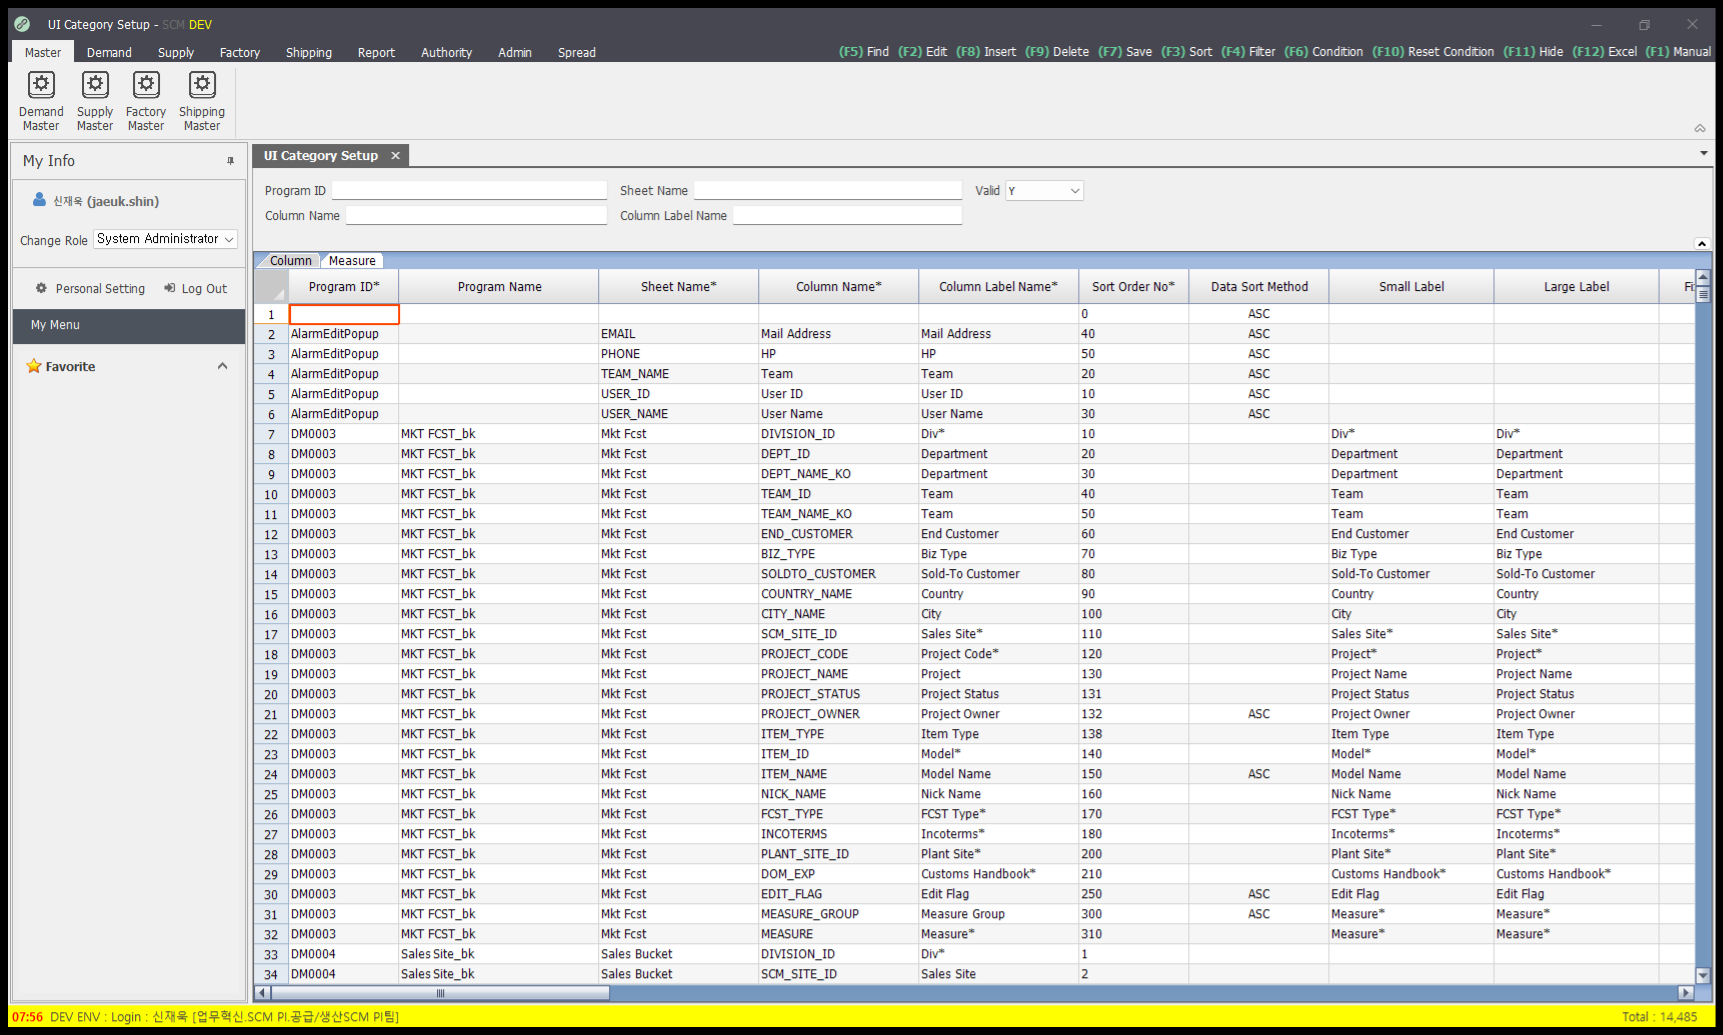 UI Category Setup - SCM DEV
Master Demand Supply Factory Shipping Report Authority Admin Spread (F5) Find (F2) Edit (F8) Insert (F9) Delete (F7) Save (F3) Sort (F4) Filter (F6) Condition (F10) Reset Condition (F11) Hide (F12) Excel (F1) Manual
Demand Master Supply Master Factory Master Shipping Master
My Info
신재욱 (jaeuk.shin)
Change Role System Administrator
Personal Setting Log Out
My Menu
Favorite
UI Category Setup
Program ID Sheet Name Valid Y
Column Name Column Label Name
Column Measure
Program ID* Program Name Sheet Name* Column Name* Column Label Name* Sort Order No* Data Sort Method Small Label Large Label Fi
1 0 ASC
2 AlarmEditPopup EMAIL Mail Address Mail Address 40 ASC
3 AlarmEditPopup PHONE HP HP 50 ASC
4 AlarmEditPopup TEAM_NAME Team Team 20 ASC
5 AlarmEditPopup USER_ID User ID User ID 10 ASC
6 AlarmEditPopup USER_NAME User Name User Name 30 ASC
7 DM0003 MKT FCST_bk Mkt Fcst DIVISION_ID Div* 10 Div* Div*
8 DM0003 MKT FCST_bk Mkt Fcst DEPT_ID Department 20 Department Department
9 DM0003 MKT FCST_bk Mkt Fcst DEPT_NAME_KO Department 30 Department Department
10 DM0003 MKT FCST_bk Mkt Fcst TEAM_ID Team 40 Team Team
11 DM0003 MKT FCST_bk Mkt Fcst TEAM_NAME_KO Team 50 Team Team
12 DM0003 MKT FCST_bk Mkt Fcst END_CUSTOMER End Customer 60 End Customer End Customer
13 DM0003 MKT FCST_bk Mkt Fcst BIZ_TYPE Biz Type 70 Biz Type Biz Type
14 DM0003 MKT FCST_bk Mkt Fcst SOLDTO_CUSTOMER Sold-To Customer 80 Sold-To Customer Sold-To Customer
15 DM0003 MKT FCST_bk Mkt Fcst COUNTRY_NAME Country 90 Country Country
16 DM0003 MKT FCST_bk Mkt Fcst CITY_NAME City 100 City City
17 DM0003 MKT FCST_bk Mkt Fcst SCM_SITE_ID Sales Site* 110 Sales Site* Sales Site*
18 DM0003 MKT FCST_bk Mkt Fcst PROJECT_CODE Project Code* 120 Project* Project*
19 DM0003 MKT FCST_bk Mkt Fcst PROJECT_NAME Project 130 Project Name Project Name
20 DM0003 MKT FCST_bk Mkt Fcst PROJECT_STATUS Project Status 131 Project Status Project Status
21 DM0003 MKT FCST_bk Mkt Fcst PROJECT_OWNER Project Owner 132 ASC Project Owner Project Owner
22 DM0003 MKT FCST_bk Mkt Fcst ITEM_TYPE Item Type 138 Item Type Item Type
23 DM0003 MKT FCST_bk Mkt Fcst ITEM_ID Model* 140 Model* Model*
24 DM0003 MKT FCST_bk Mkt Fcst ITEM_NAME Model Name 150 ASC Model Name Model Name
25 DM0003 MKT FCST_bk Mkt Fcst NICK_NAME Nick Name 160 Nick Name Nick Name
26 DM0003 MKT FCST_bk Mkt Fcst FCST_TYPE FCST Type* 170 FCST Type* FCST Type*
27 DM0003 MKT FCST_bk Mkt Fcst INCOTERMS Incoterms* 180 Incoterms* Incoterms*
28 DM0003 MKT FCST_bk Mkt Fcst PLANT_SITE_ID Plant Site* 200 Plant Site* Plant Site*
29 DM0003 MKT FCST_bk Mkt Fcst DOM_EXP Customs Handbook* 210 Customs Handbook* Customs Handbook*
30 DM0003 MKT FCST_bk Mkt Fcst EDIT_FLAG Edit Flag 250 ASC Edit Flag Edit Flag
31 DM0003 MKT FCST_bk Mkt Fcst MEASURE_GROUP Measure Group 300 ASC Measure* Measure*
32 DM0003 MKT FCST_bk Mkt Fcst MEASURE Measure* 310 Measure* Measure*
33 DM0004 Sales Site_bk Sales Bucket DIVISION_ID Div* 1
34 DM0004 Sales Site_bk Sales Bucket SCM_SITE_ID Sales Site 2
07:56 DEV ENV : Login : 신재욱 [업무혁신.SCM PI.공급/생산SCM PI팀] Total : 14,485